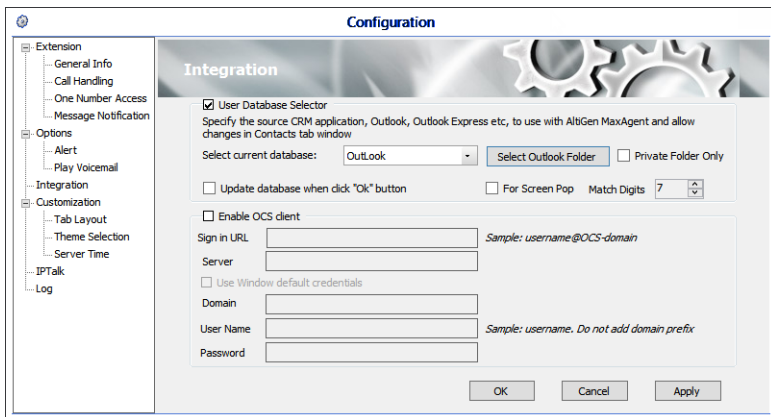 Configuration
Extension
General Info
Call Handling
One Number Access
Message Notification
Options
Alert
Play Voicemail
Integration
Customization
Tab Layout
Theme Selection
Server Time
IPTalk
Log
Integration
User Database Selector
Specify the source CRM application, Outlook, Outlook Express etc, to use with AltiGen MaxAgent and allow
changes in Contacts tab window
Select current database: OutLook Select Outlook Folder Private Folder Only
Update database when click "Ok" button For Screen Pop Match Digits 7
Enable OCS client
Sign in URL Sample: username@OCS-domain
Server
Use Window default credentials
Domain
User Name Sample: username. Do not add domain prefix
Password
OK Cancel Apply